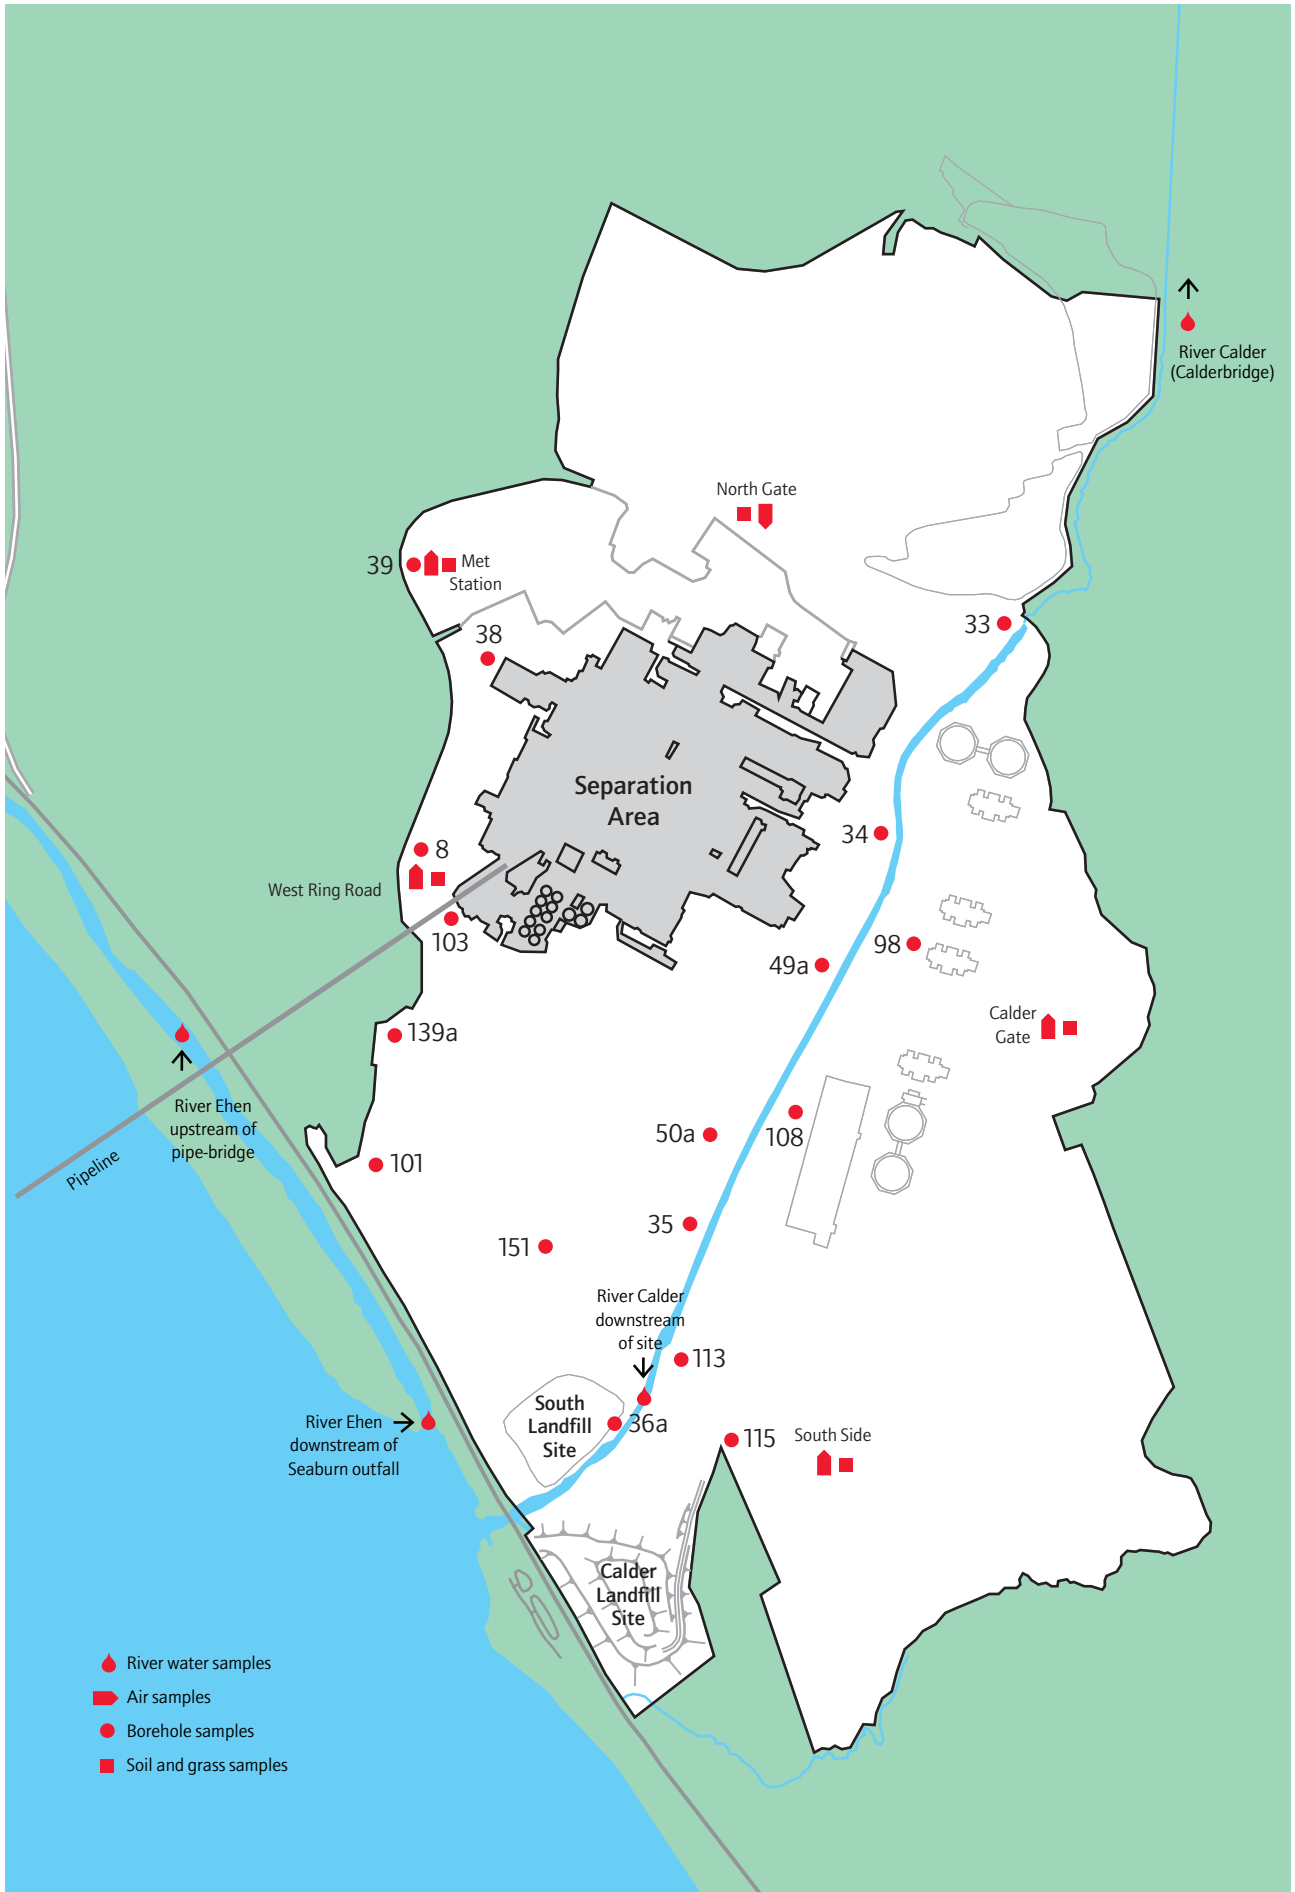 River Calder
(Calderbridge)
North Gate
39
Met
Station
33
38
Separation
Area
34
8
West Ring Road
103
98
49a
Calder
Gate
139a
River Ehen
upstream of
pipe-bridge
108
50a
Pipeline
101
35
151
River Calder
downstream
of site
113
South
Landfill
Site
36a
River Ehen
downstream of
Seaburn outfall
115
South Side
Calder
Landfill
Site
River water samples
Air samples
Borehole samples
Soil and grass samples